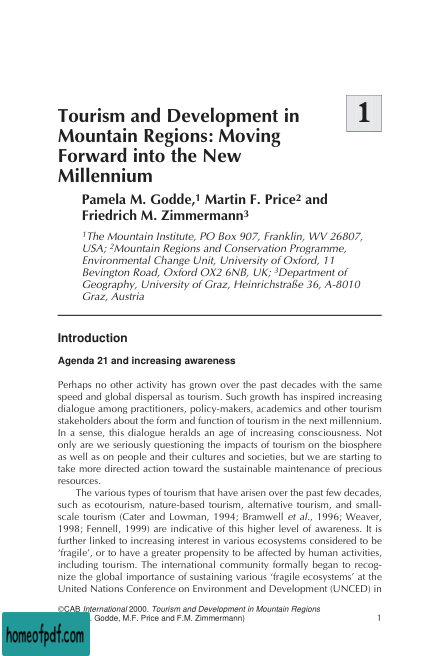 1
Tourism and Development in
Mountain Regions: Moving
Forward into the New
Millennium
Pamela M. Godde,1 Martin F. Price2 and
Friedrich M. Zimmermann3
1The Mountain Institute, PO Box 907, Franklin, WV 26807,
USA; 2Mountain Regions and Conservation Programme,
Environmental Change Unit, University of Oxford, 11
Bevington Road, Oxford OX2 6NB, UK; 3Department of
Geography, University of Graz, Heinrichstraße 36, A-8010
Graz, Austria
Introduction
Agenda 21 and increasing awareness
Perhaps no other activity has grown over the past decades with the same
speed and global dispersal as tourism. Such growth has inspired increasing
dialogue among practitioners, policy-makers, academics and other tourism
stakeholders about the form and function of tourism in the next millennium.
In a sense, this dialogue heralds an age of increasing consciousness. Not
only are we seriously questioning the impacts of tourism on the biosphere
as well as on people and their cultures and societies, but we are starting to
take more directed action toward the sustainable maintenance of precious
resources.
The various types of tourism that have arisen over the past few decades,
such as ecotourism, nature-based tourism, alternative tourism, and small-
scale tourism (Cater and Lowman, 1994; Bramwell et al., 1996; Weaver,
1998; Fennell, 1999) are indicative of this higher level of awareness. It is
further linked to increasing interest in various ecosystems considered to be
‘fragile’, or to have a greater propensity to be affected by human activities,
including tourism. The international community formally began to recog-
nize the global importance of sustaining various ‘fragile ecosystems’ at the
United Nations Conference on Environment and Development (UNCED) in
©CAB International 2000. Tourism and Development in Mountain Regions
. Godde, M.F. Price and F.M. Zimmermann) 1
homeofpdf.com